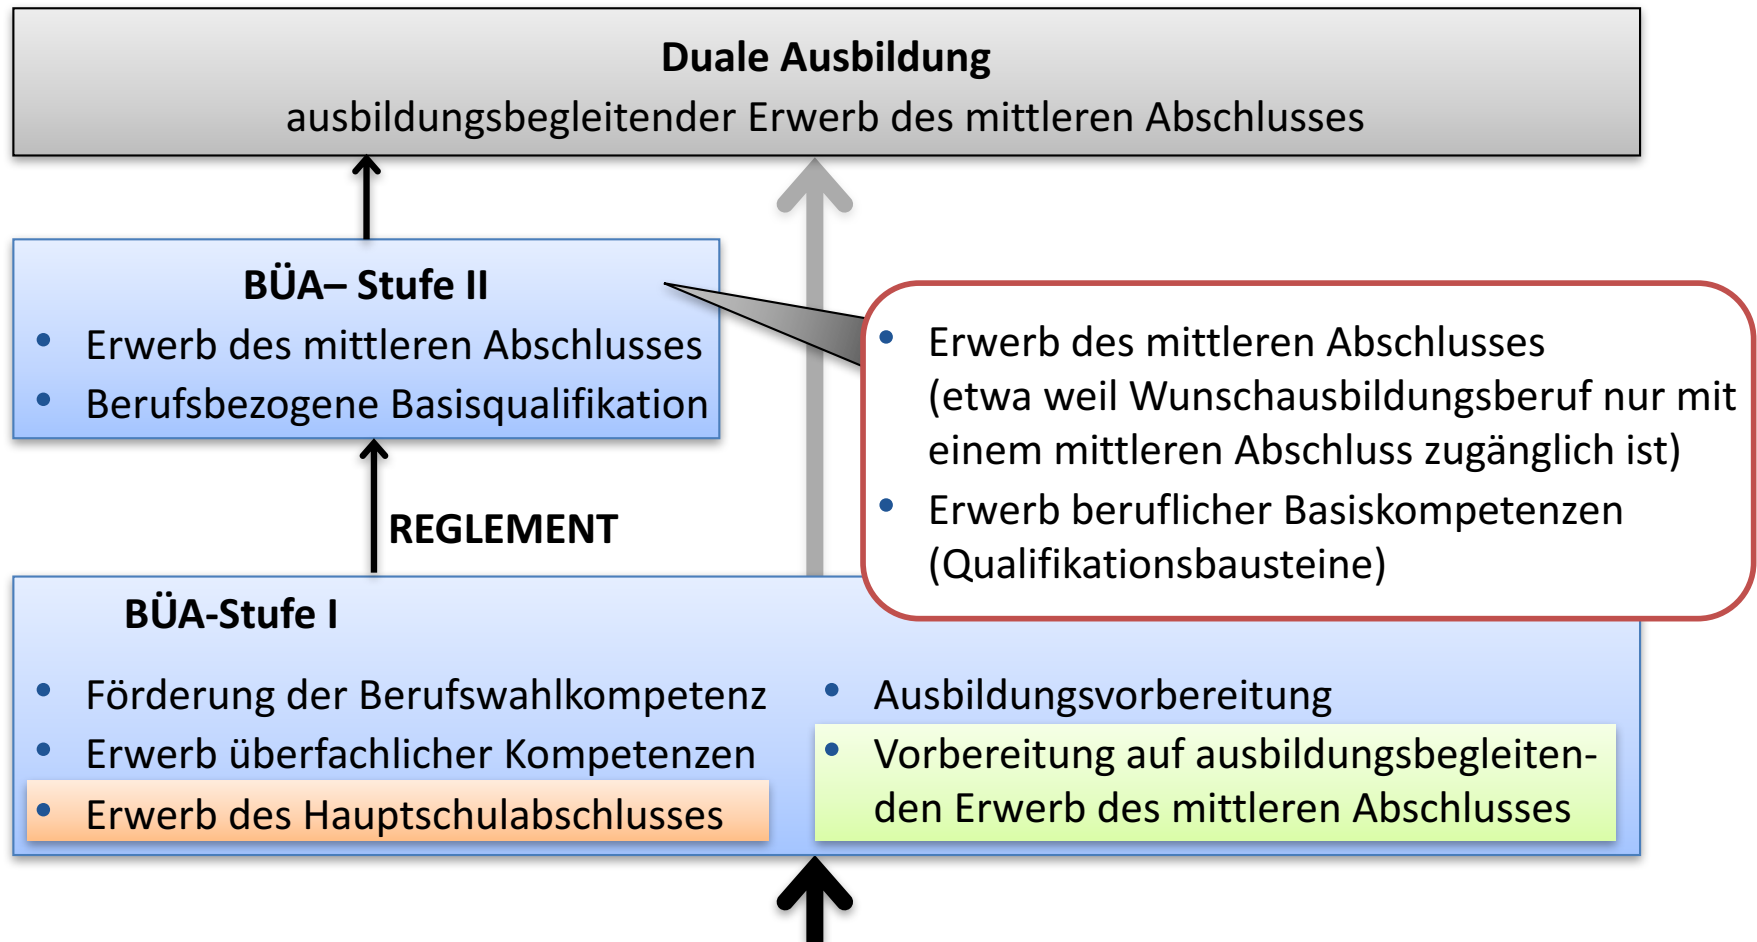 Duale Ausbildung
ausbildungsbegleitender Erwerb des mittleren Abschlusses
BÜA– Stufe II
• Erwerb des mittleren Abschlusses
• Berufsbezogene Basisqualifikation
• Erwerb des mittleren Abschlusses
(etwa weil Wunschausbildungsberuf nur mit
einem mittleren Abschluss zugänglich ist)
• Erwerb beruflicher Basiskompetenzen
(Qualifikationsbausteine)
REGLEMENT
BÜA-Stufe I
• Förderung der Berufswahlkompetenz
• Erwerb überfachlicher Kompetenzen
• Erwerb des Hauptschulabschlusses
• Ausbildungsvorbereitung
• Vorbereitung auf ausbildungsbegleiten-
den Erwerb des mittleren Abschlusses